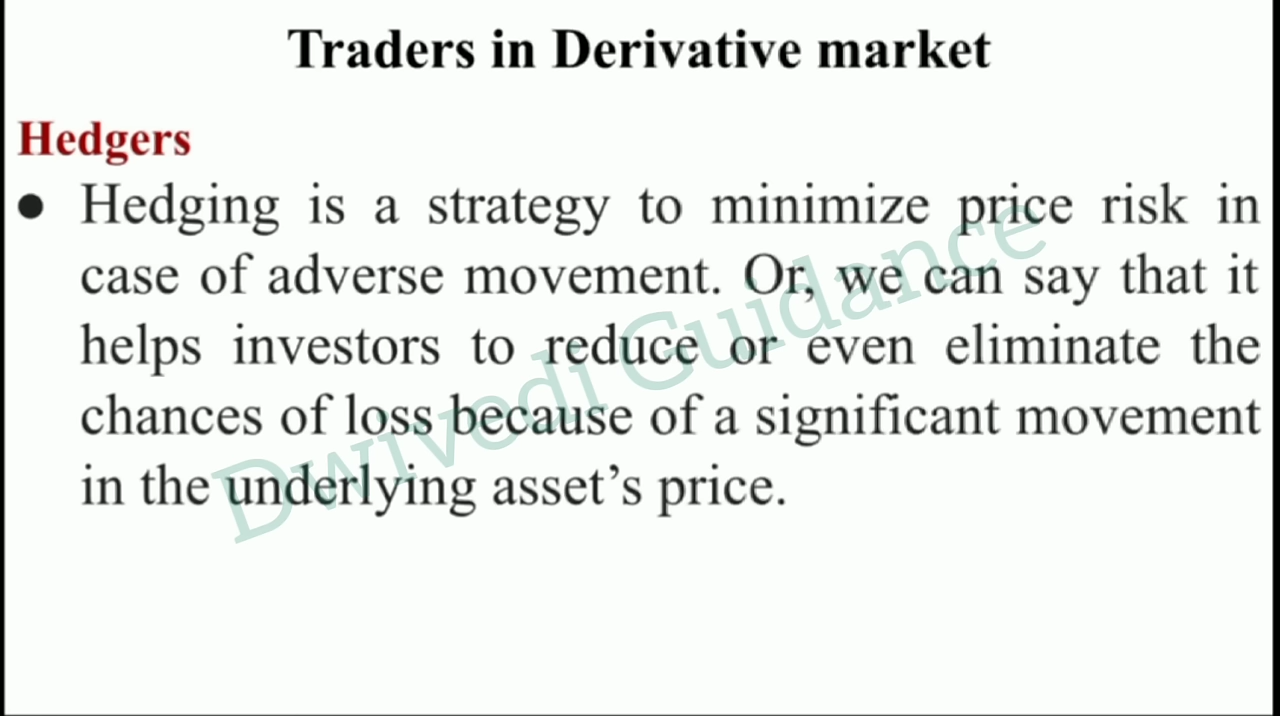 Traders in Derivative market
Hedgers
● Hedging is a strategy to minimize price risk in
case of adverse movement. Or, we can say that it
helps investors to reduce or even eliminate the
chances of loss because of a significant movement
in the underlying asset’s price.
Dwivedi Guidance